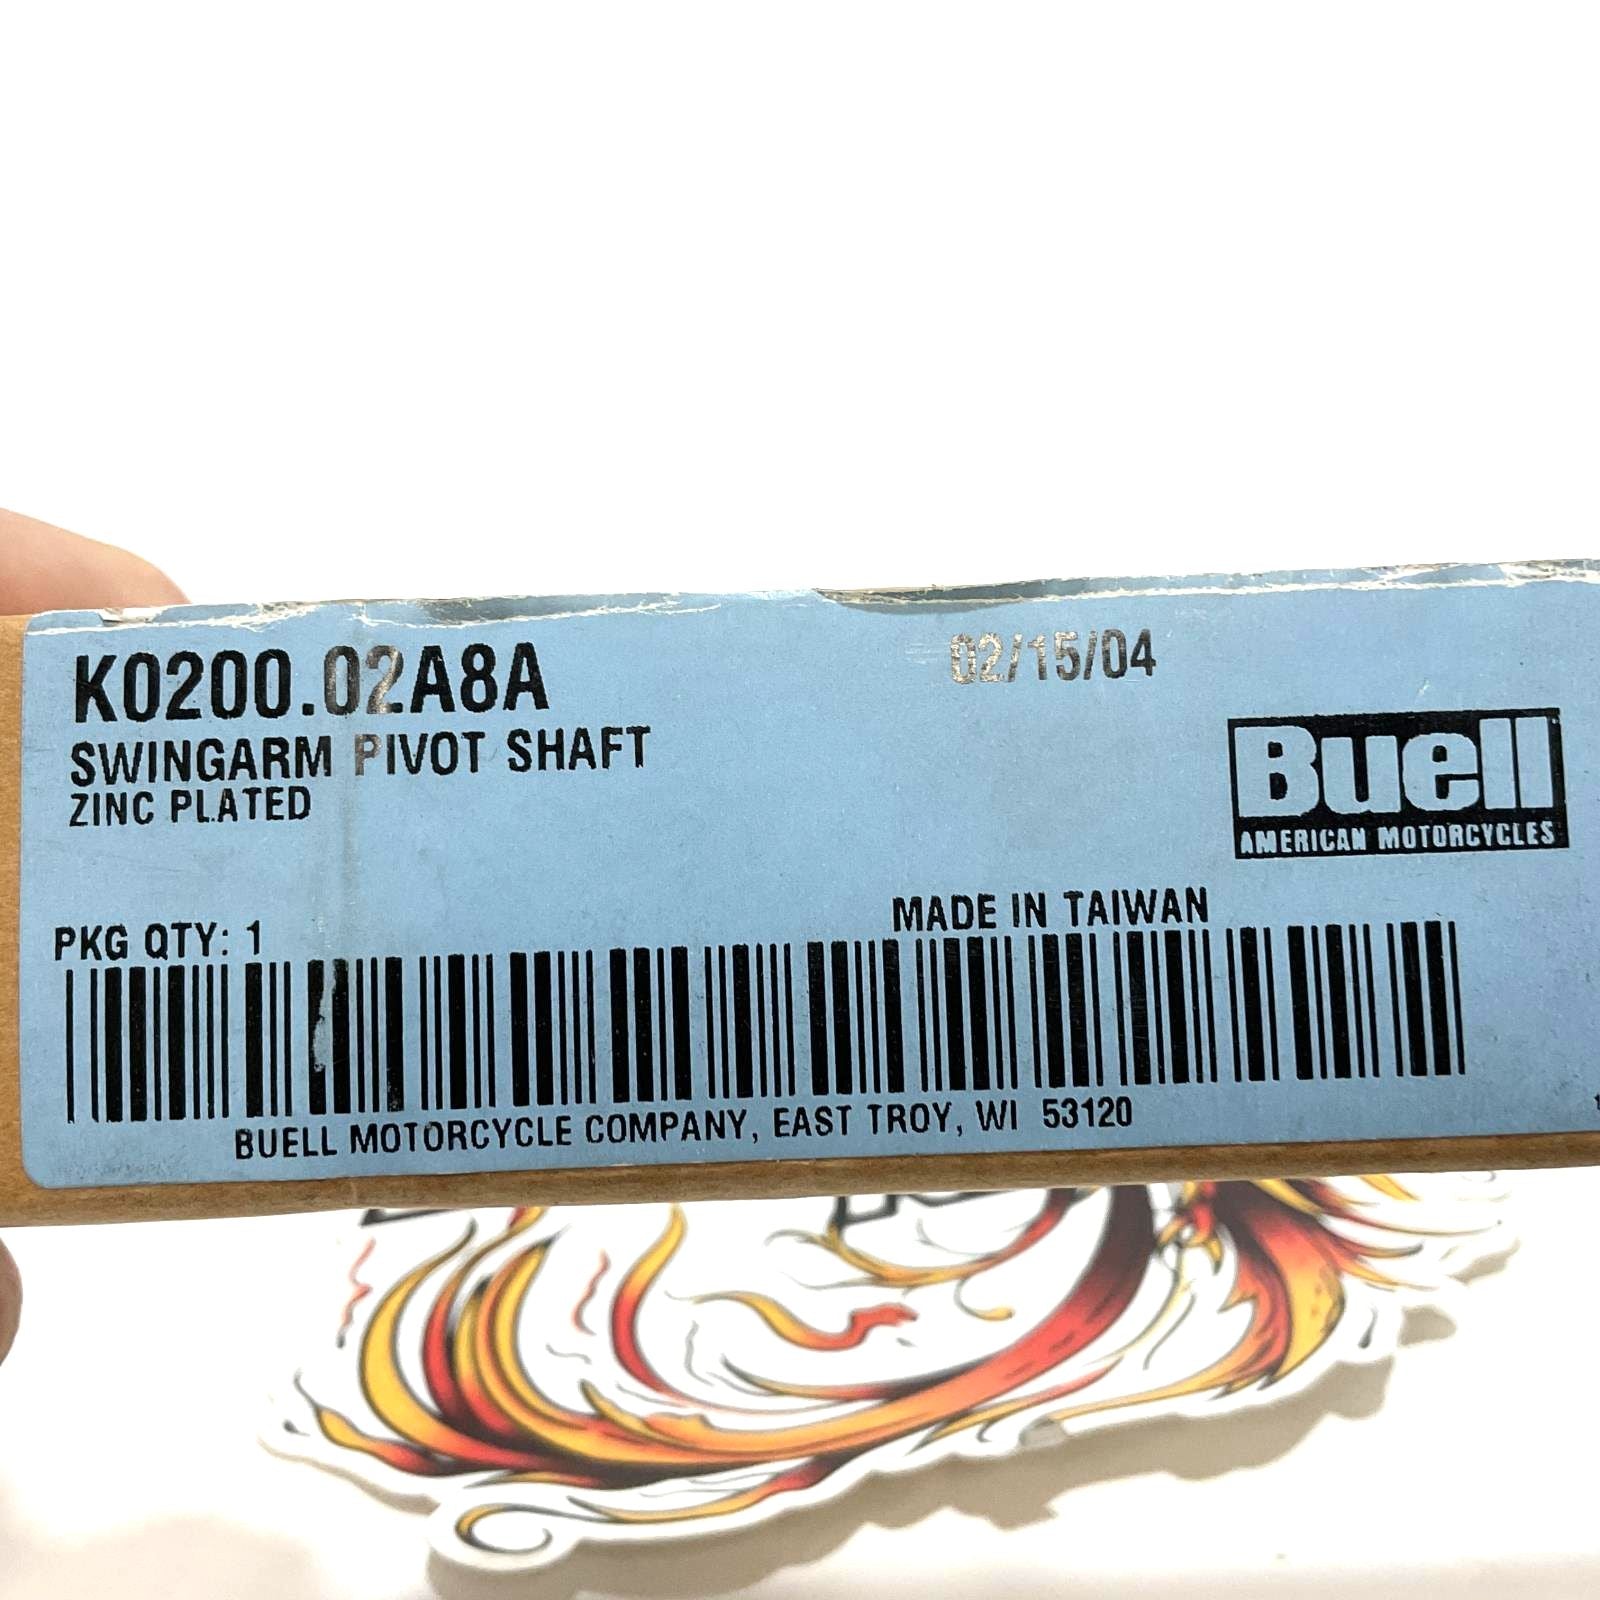 K0200.02A8A
02/15/04
SWINGARM PIVOT SHAFT
ZINC PLATED
Buell
AMERICAN MOTORCYCLES
PKG QTY: 1
MADE IN TAIWAN
BUELL MOTORCYCLE COMPANY, EAST TROY, WI 53120